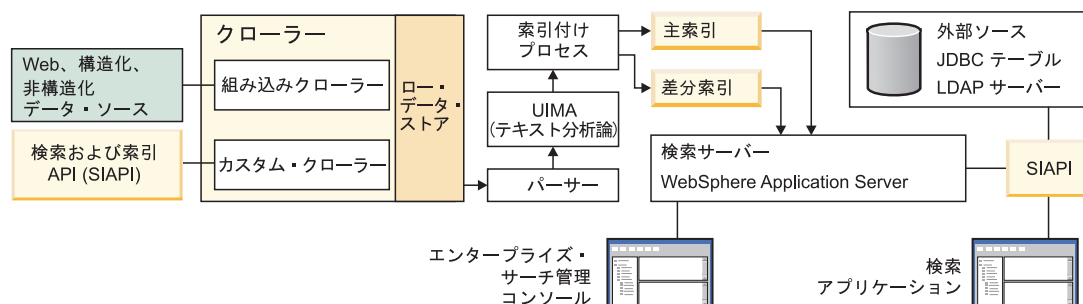 Web、構造化、
非構造化
データ・ソース
検索および索引
API (SIAPI)
クローラー
組み込みクローラー
カスタム・クローラー
ロー・
データ・
ストア
索引付け
プロセス
UIMA
(テキスト分析論)
パーサー
主索引
差分索引
検索サーバー
WebSphere Application Server
外部ソース
JDBC テーブル
LDAP サーバー
SIAPI
エンタープライズ・
サーチ管理
コンソール
検索
アプリケーション